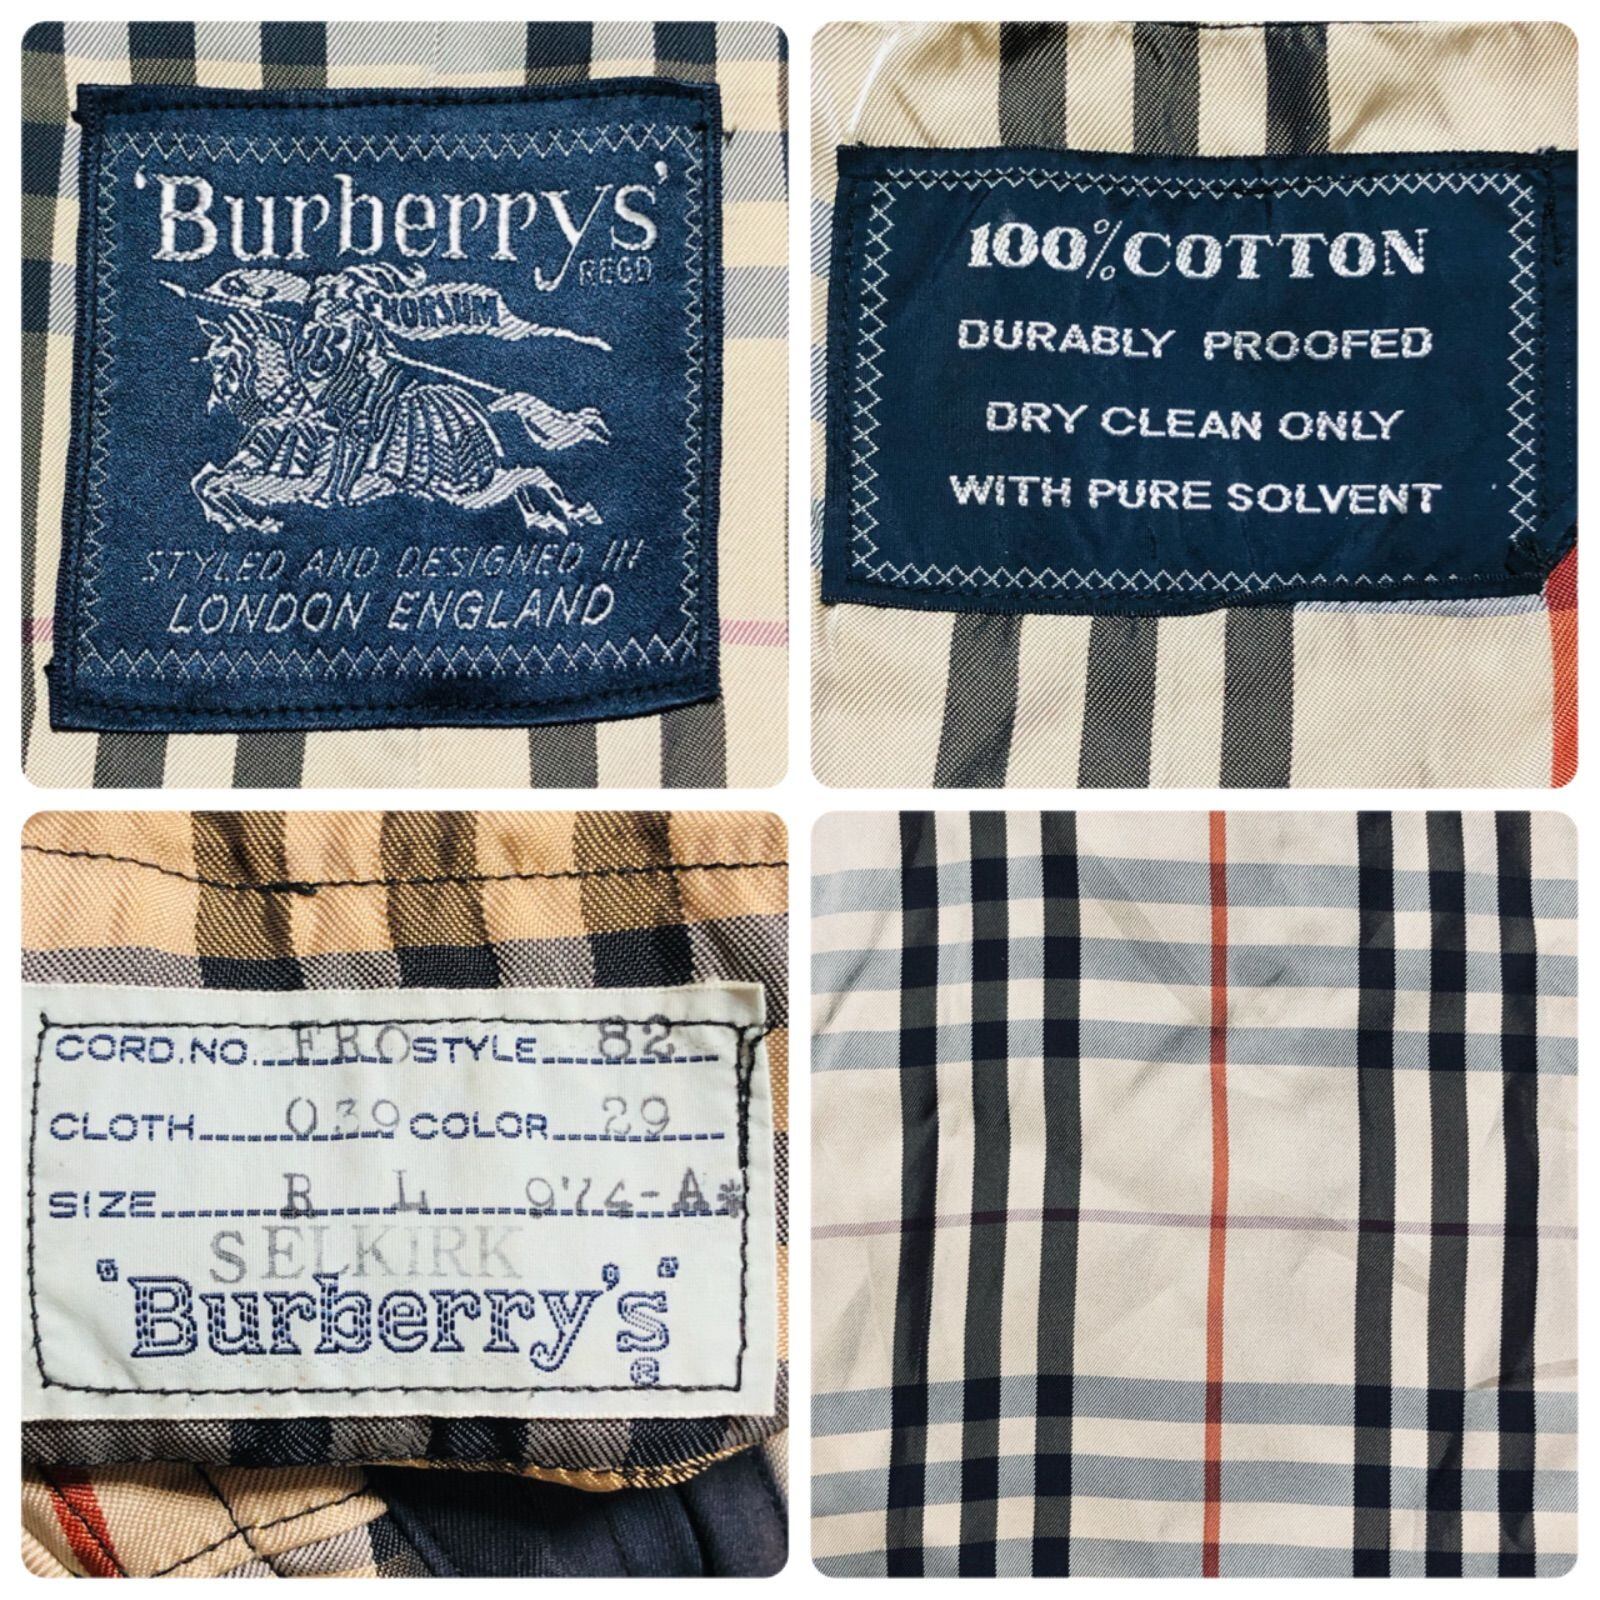 'Burberrys'
REGD
PRORSUM
STYLED AND DESIGNED IN
LONDON ENGLAND
100% COTTON
DURABLY PROOFED
DRY CLEAN ONLY
WITH PURE SOLVENT
CORD.NO. FRO STYLE 82
CLOTH 039 COLOR 29
SIZE R L 974-A*
SELKIRK
"Burberry's"
®